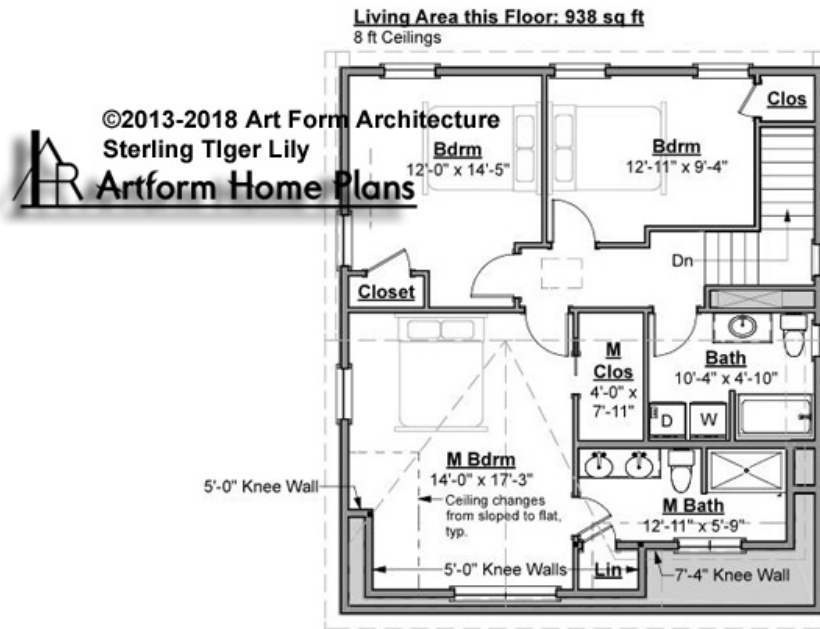 Living Area this Floor: 938 sq ft
8 ft Ceilings
©2013-2018 Art Form Architecture
Sterling TIger Lily
Artform Home Plans
Clos
Bdrm
12'-0" x 14'-5"
Bdrm
12'-11" x 9'-4"
Dn
Closet
M
Clos
4'-0" x
7'-11"
Bath
10'-4" x 4'-10"
D
W
M Bdrm
14'-0" x 17'-3"
5'-0" Knee Wall
Ceiling changes
from sloped to flat,
typ.
M Bath
12'-11" x 5'-9"
5'-0" Knee Walls
Lin
7'-4" Knee Wall